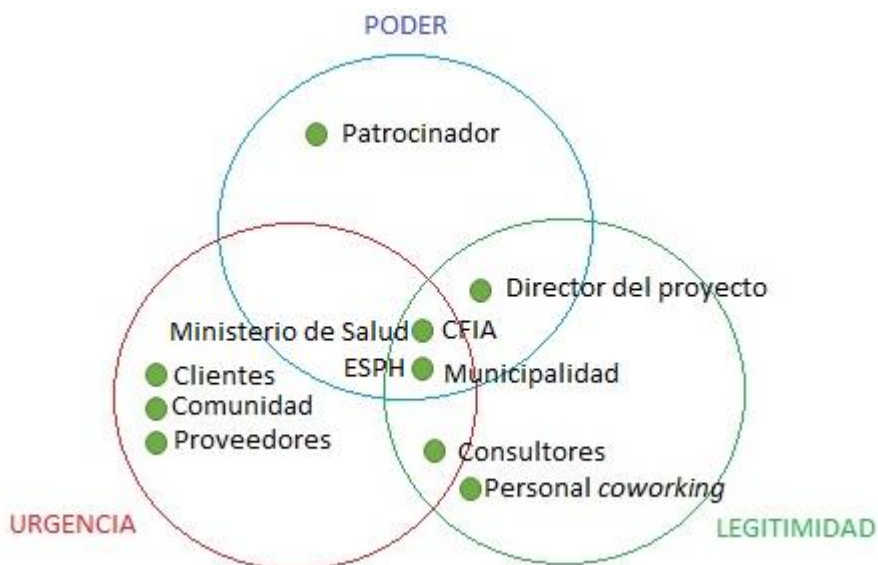 PODER
Patrocinador
Director del proyecto
Ministerio de Salud CFIA
ESPH Municipalidad
Clientes
Comunidad
Proveedores
Consultores
Personal coworking
URGENCIA
LEGITIMIDAD